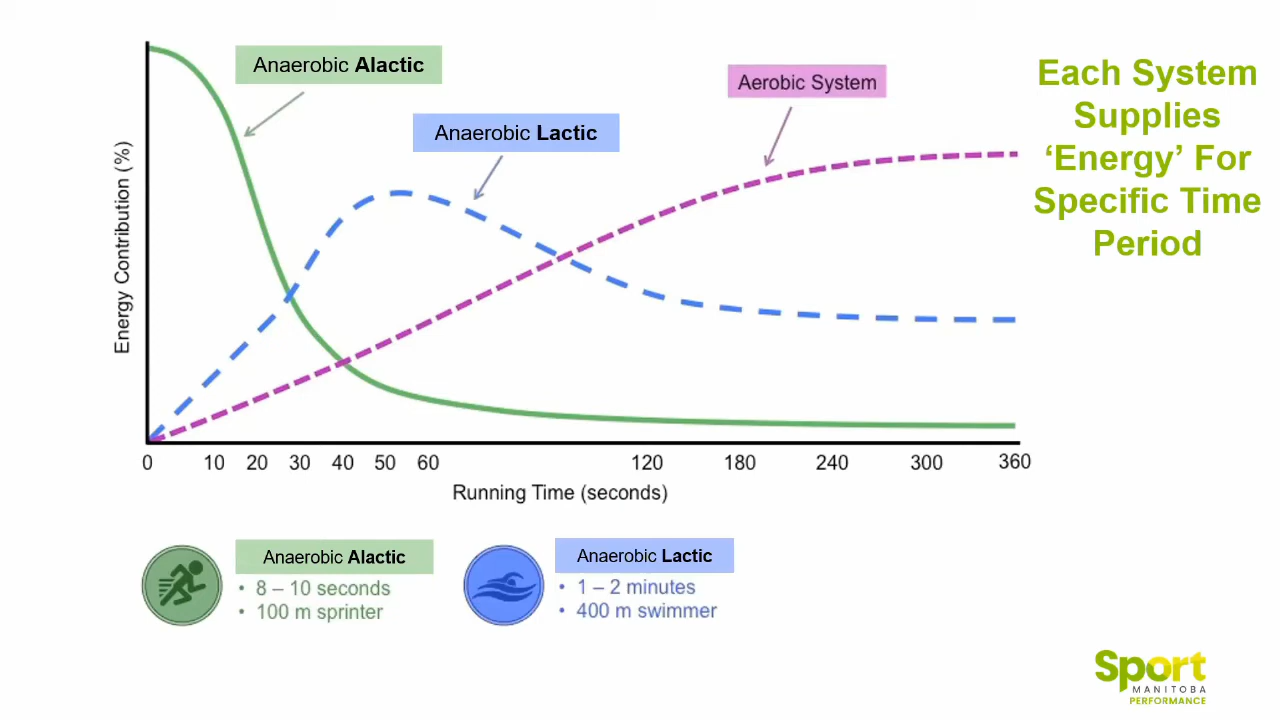 Anaerobic Alactic
Anaerobic Lactic
Aerobic System
Each System
Supplies
‘Energy’ For
Specific Time
Period
Energy Contribution (%)
0 10 20 30 40 50 60 120 180 240 300 360
Running Time (seconds)
Anaerobic Alactic
• 8 – 10 seconds
• 100 m sprinter
Anaerobic Lactic
• 1 – 2 minutes
• 400 m swimmer
Sport
MANITOBA
PERFORMANCE